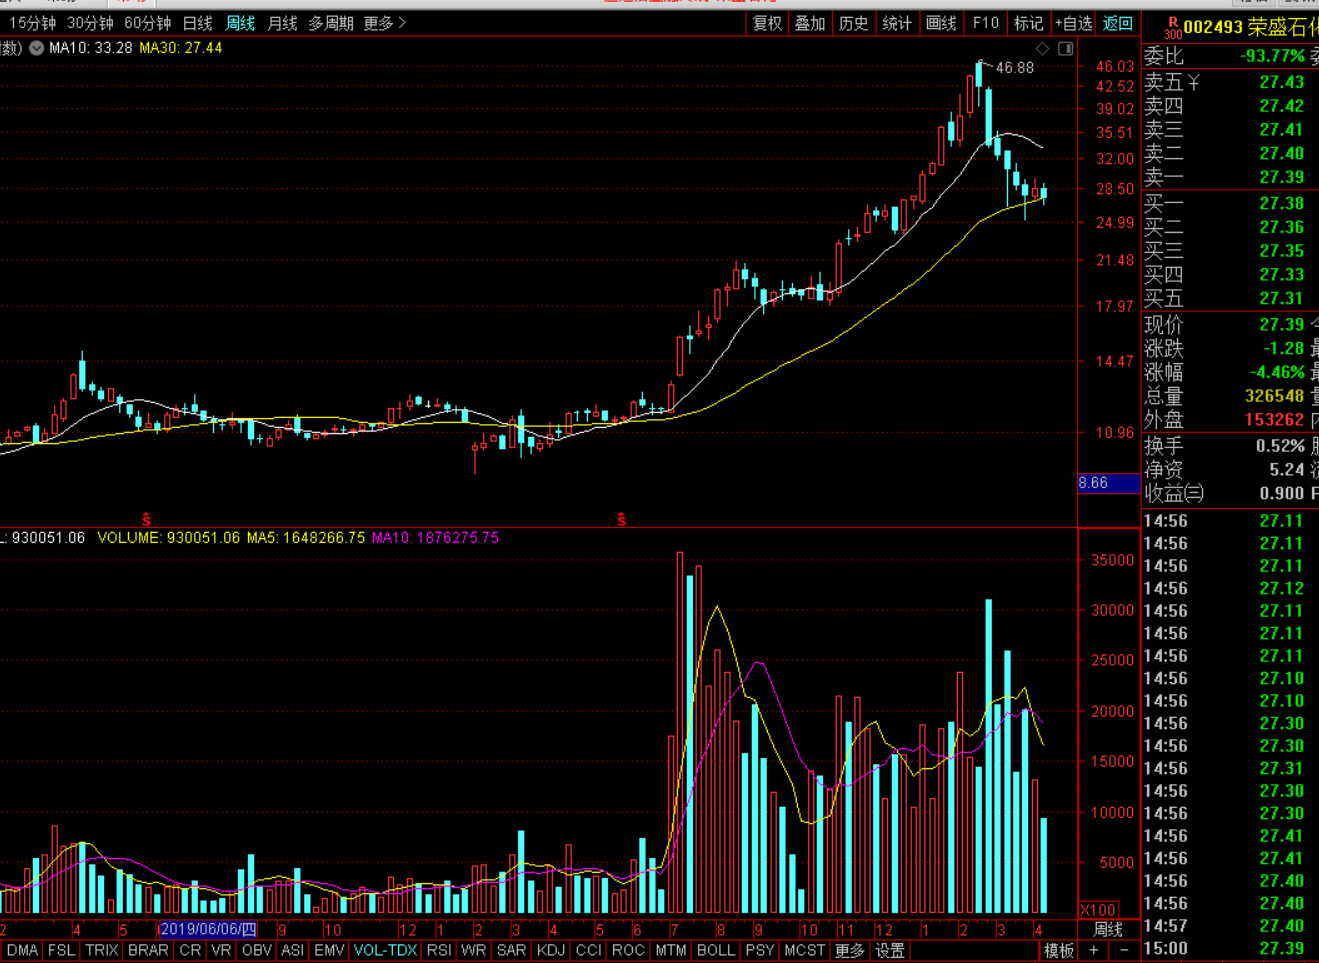 15分钟 30分钟 60分钟 日线 周线 月线 多周期 更多>
复权 叠加 历史 统计 画线 F10 标记 +自选 返回
R 300 002493 荣盛石化
数) MA10: 33.28 MA30: 27.44
46.88
46.03
42.52
39.02
35.51
32.00
28.50
24.99
21.48
17.97
14.47
10.96
8.66
委比 -93.77%
卖五 ¥ 27.43
卖四 27.42
卖三 27.41
卖二 27.40
卖一 27.39
买一 27.38
买二 27.36
买三 27.35
买四 27.33
买五 27.31
现价 27.39
涨跌 -1.28
涨幅 -4.46%
总量 326548
外盘 153262
换手 0.52%
净资 5.24
收益㈢ 0.900
S S
L: 930051.06 VOLUME: 930051.06 MA5: 1648266.75 MA10: 1876275.75
35000
30000
25000
20000
15000
10000
5000
X100
14:56 27.11
14:56 27.11
14:56 27.11
14:56 27.12
14:56 27.11
14:56 27.11
14:56 27.11
14:56 27.10
14:56 27.10
14:56 27.30
14:56 27.30
14:56 27.31
14:56 27.30
14:56 27.30
14:56 27.41
14:56 27.41
14:56 27.40
14:56 27.40
14:57 27.40
15:00 27.39
2 4 5 2019/06/06/四 9 10 12 1 2 3 4 5 6 7 8 9 10 11 12 1 2 3 4 周线
DMA FSL TRIX BRAR CR VR OBV ASI EMV VOL-TDX RSI WR SAR KDJ CCI ROC MTM BOLL PSY MCST 更多 设置 模板 + -